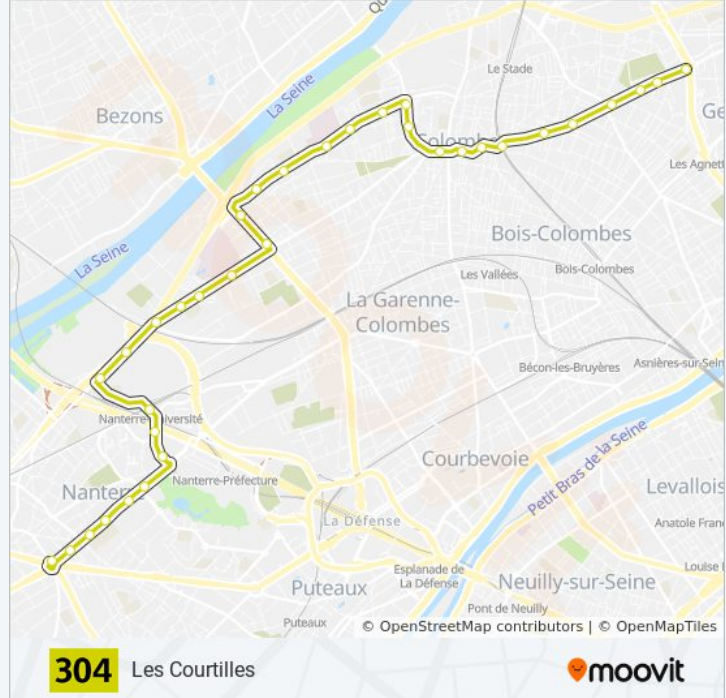 Qu
Le Stade
La Seine
Bezons
Ge
Colomb
Les Agnett
Bois-Colombes
La Seine
Les Vallées
Bois-Colombes
La Garenne-
Colombes
Bécon-les-Bruyères
Asnières-sur-Sein
Nanterre-Université
Courbevoie
Petit Bras de la Seine
Nanterre-Préfecture
Nanterre
Levallois
La Défense
Anatole Fran
Esplanade de
La Défense
Louise
Puteaux
Neuilly-sur-Seine
Pont de Neuilly
Puteaux
© OpenStreetMap contributors | © OpenMapTiles
304 Les Courtilles
moovit